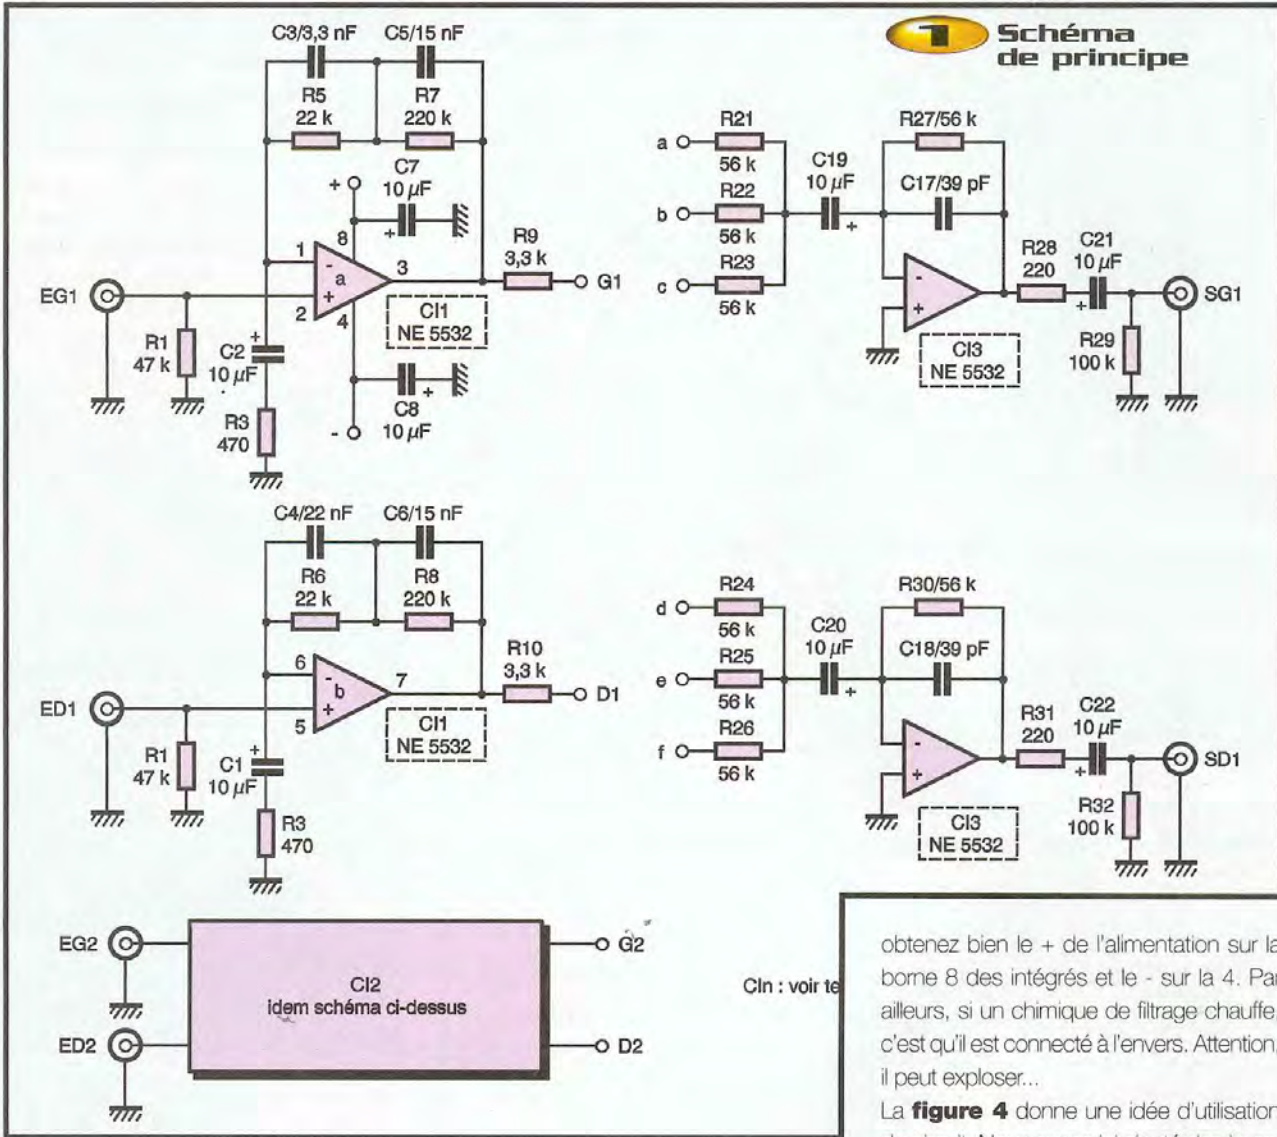 1 Schéma
de principe
C3/3,3 nF C5/15 nF
R5 R7
22 k 220 k
C7
10 µF
+
8
1 - a 3
+
2
4
CI1
NE 5532
R9
3,3 k
G1
EG1
R1
47 k
C2
10 µF
+
R3
470
+
C8
10 µF
-
a
R21
56 k
b
R22
56 k
c
R23
56 k
C19
10 µF
+
R27/56 k
C17/39 pF
-
+
CI3
NE 5532
R28
220
C21
10 µF
+
R29
100 k
SG1
C4/22 nF C6/15 nF
R6 R8
22 k 220 k
6 - b 7
+
5
CI1
NE 5532
R10
3,3 k
D1
ED1
R1
47 k
C1
10 µF
+
R3
470
d
R24
56 k
e
R25
56 k
f
R26
56 k
C20
10 µF
+
R30/56 k
C18/39 pF
-
+
CI3
NE 5532
R31
220
C22
10 µF
+
R32
100 k
SD1
EG2
ED2
CI2
idem schéma ci-dessus
G2
D2
CIn : voir te
obtenez bien le + de l'alimentation sur la
borne 8 des intégrés et le - sur la 4. Par
ailleurs, si un chimique de filtrage chauffe,
c'est qu'il est connecté à l'envers. Attention,
il peut exploser...
La figure 4 donne une idée d'utilisation